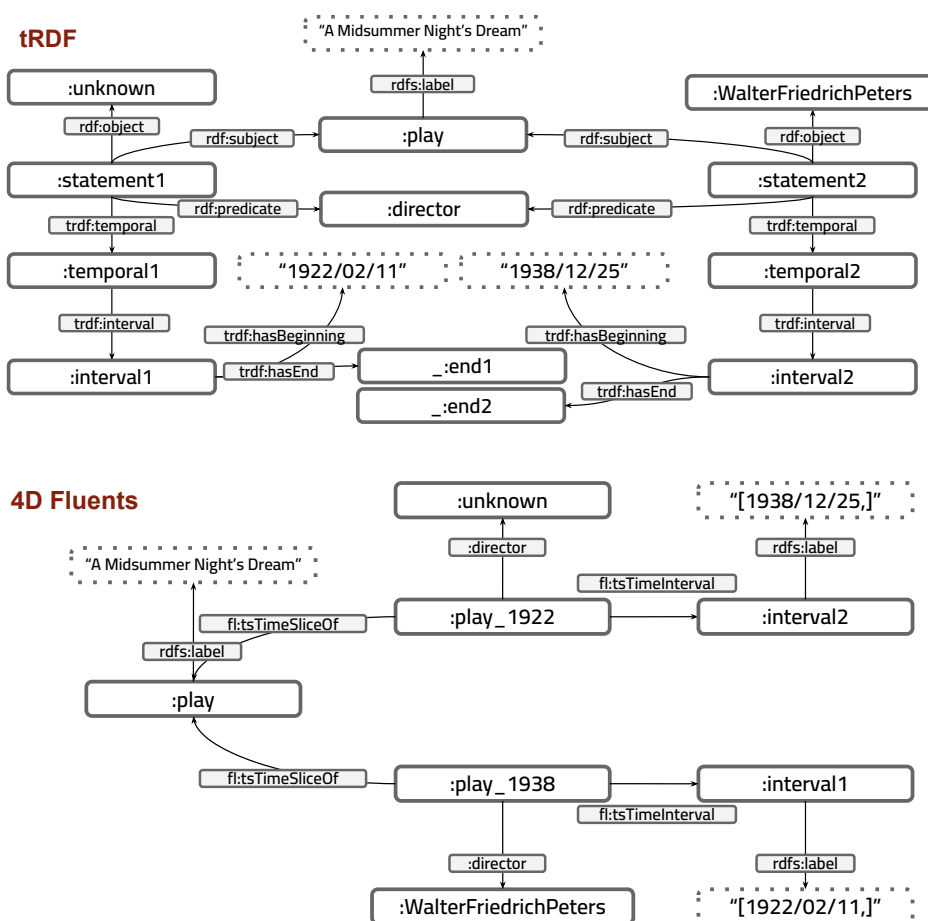 tRDF
“A Midsummer Night's Dream”
:unknown
rdfs:label
:WalterFriedrichPeters
rdf:object
rdf:subject
:play
rdf:subject
rdf:object
:statement1
:statement2
rdf:predicate
:director
rdf:predicate
trdf:temporal
trdf:temporal
:temporal1
“1922/02/11”
“1938/12/25”
:temporal2
trdf:interval
trdf:hasBeginning
trdf:hasBeginning
trdf:interval
:interval1
trdf:hasEnd
_:end1
:interval2
_:end2
trdf:hasEnd
4D Fluents
:unknown
“[1938/12/25,]”
:director
rdfs:label
“A Midsummer Night's Dream”
fl:tsTimeInterval
fl:tsTimeSliceOf
:play_1922
:interval2
rdfs:label
:play
fl:tsTimeSliceOf
:play_1938
:interval1
fl:tsTimeInterval
:director
rdfs:label
:WalterFriedrichPeters
“[1922/02/11,]”